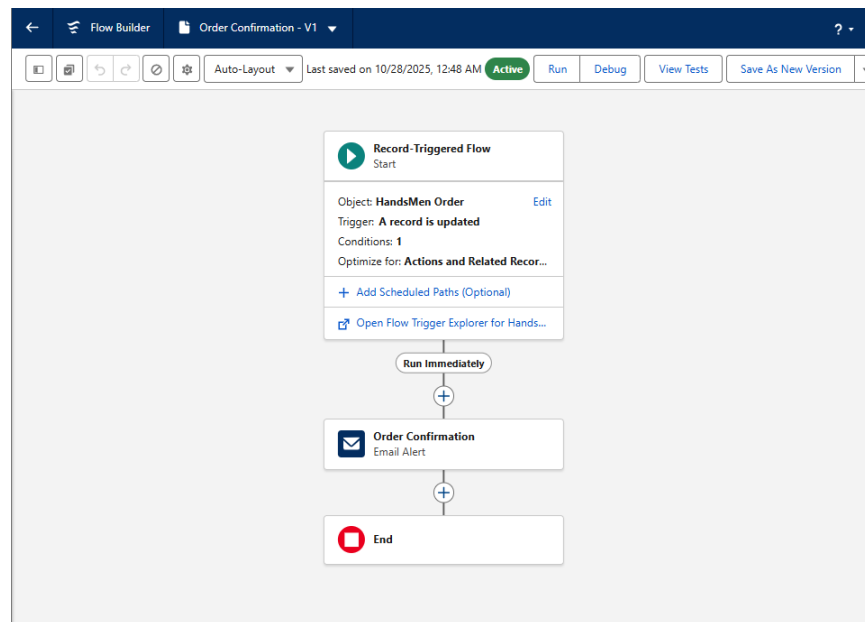 Flow Builder
Order Confirmation - V1
?
Auto-Layout
Last saved on 10/28/2025, 12:48 AM
Active
Run
Debug
View Tests
Save As New Version
Record-Triggered Flow
Start
Object: HandsMen Order
Edit
Trigger: A record is updated
Conditions: 1
Optimize for: Actions and Related Recor...
+ Add Scheduled Paths (Optional)
Open Flow Trigger Explorer for Hands...
Run Immediately
Order Confirmation
Email Alert
End